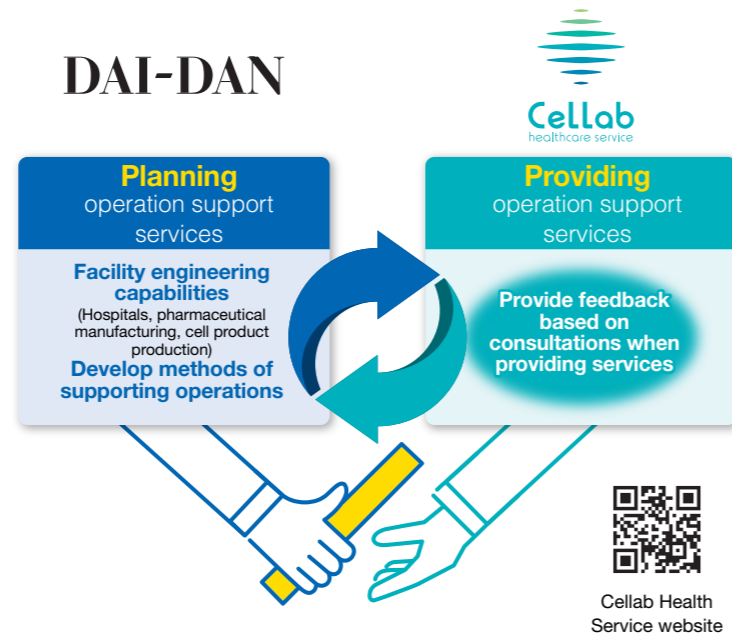 DAI-DAN
CeLLab
healthcare service
Planning
operation support
services
Facility engineering
capabilities
(Hospitals, pharmaceutical
manufacturing, cell product
production)
Develop methods of
supporting operations
Providing
operation support
services
Provide feedback
based on
consultations when
providing services
Cellab Health
Service website